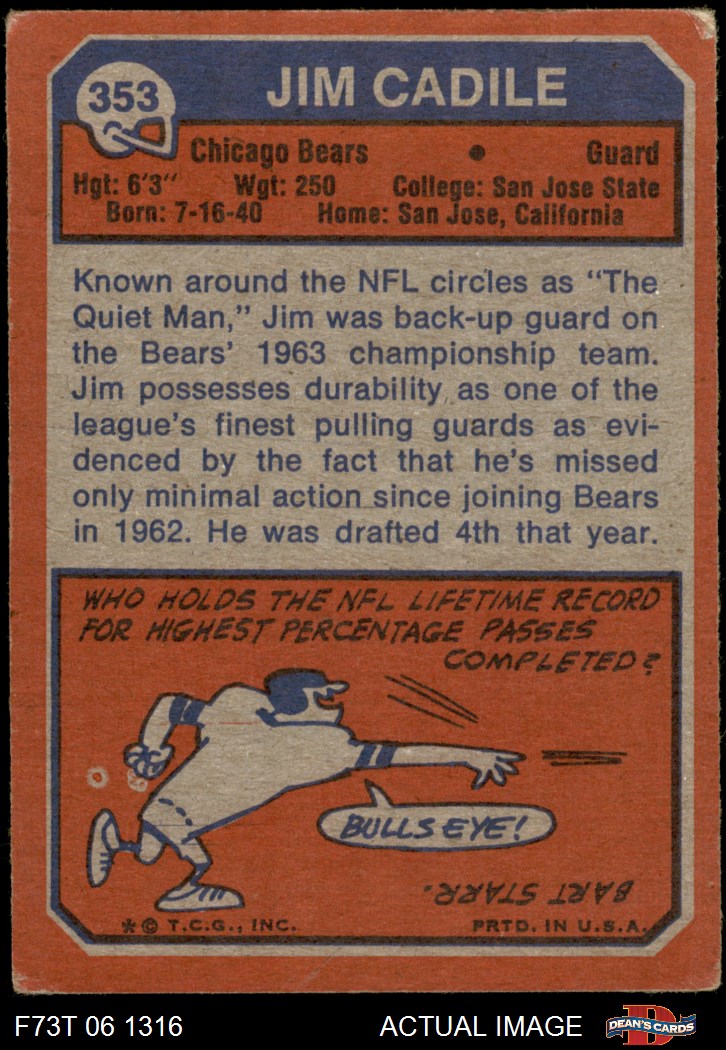 353
JIM CADILE
Chicago Bears • Guard
Hgt: 6'3" Wgt: 250 College: San Jose State
Born: 7-16-40 Home: San Jose, California
Known around the NFL circles as "The
Quiet Man," Jim was back-up guard on
the Bears' 1963 championship team.
Jim possesses durability as one of the
league's finest pulling guards as evi-
denced by the fact that he's missed
only minimal action since joining Bears
in 1962. He was drafted 4th that year.
WHO HOLDS THE NFL LIFETIME RECORD
FOR HIGHEST PERCENTAGE PASSES
COMPLETED?
BULLS EYE!
BART STARR.
* © T.C.G., INC. PRTD. IN U.S.A.
F73T 06 1316 ACTUAL IMAGE D DEAN'S CARDS